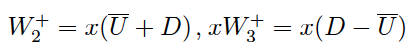 $W_2^+ = x(\overline{U} + D)\,, xW_3^+ = x(D - \overline{U})$